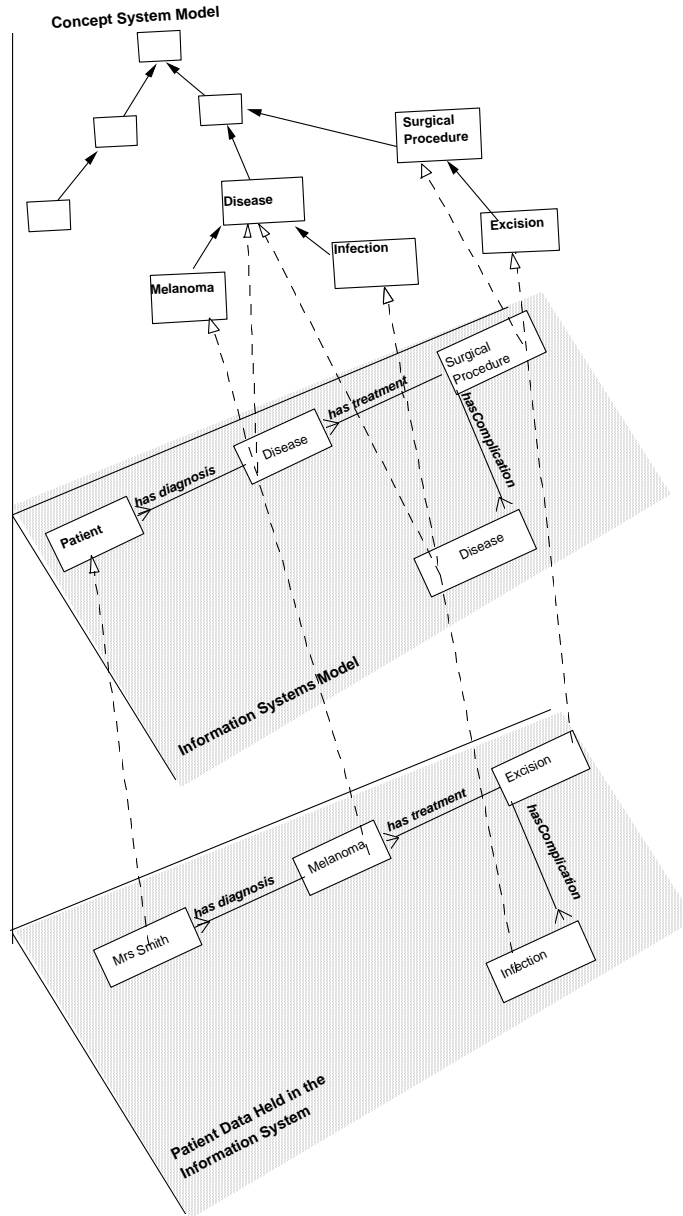 Concept System Model
Surgical
Procedure
Disease
Excision
Infection
Melanoma
Surgical
Procedure
has treatment
Disease
hasComplication
has diagnosis
Patient
Disease
Information Systems Model
Excision
has treatment
Melanoma
hasComplication
has diagnosis
Mrs Smith
Infection
Patient Data Held in the
Information System